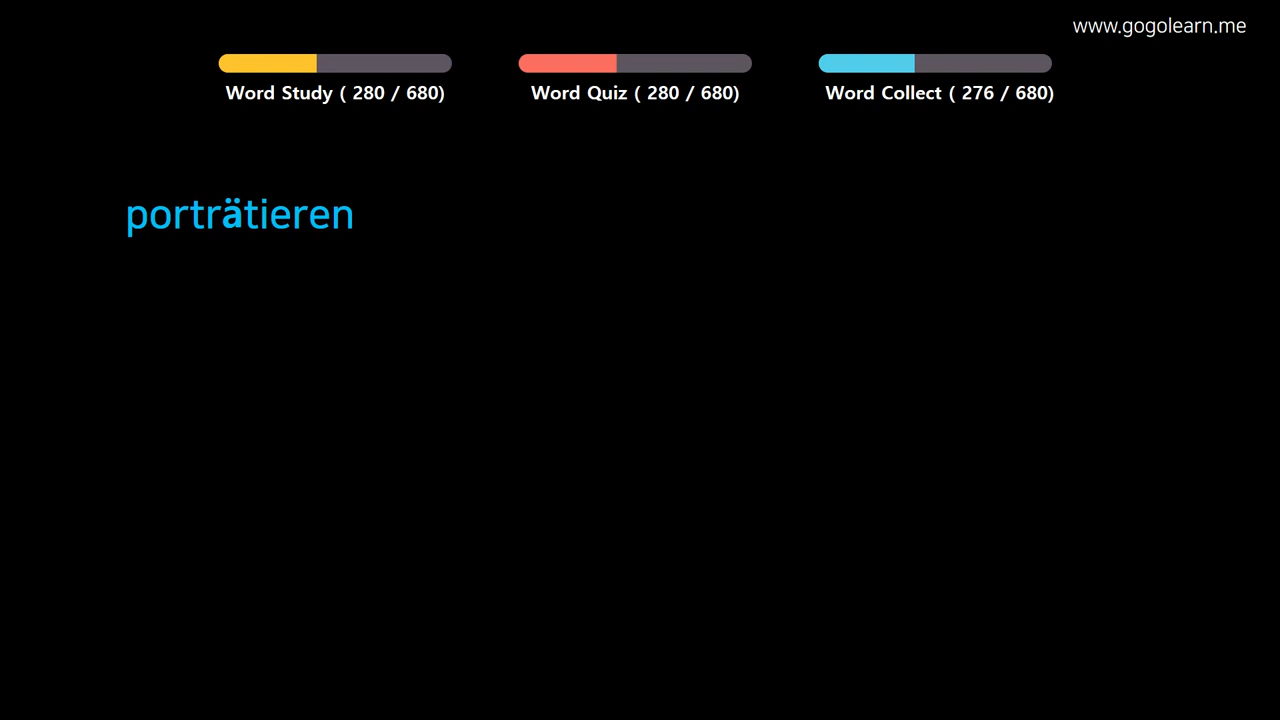 www.gogolearn.me
Word Study ( 280 / 680)
Word Quiz ( 280 / 680)
Word Collect ( 276 / 680)
porträtieren